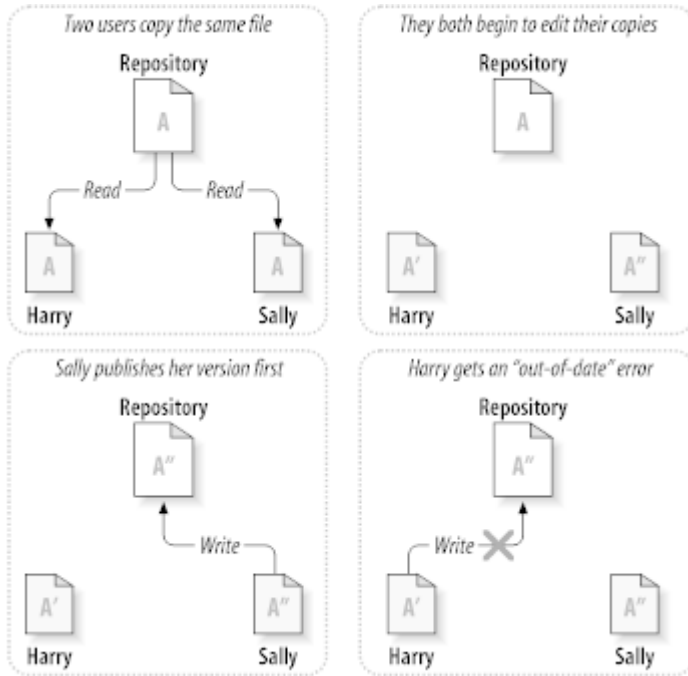 Two users copy the same file
Repository
A
Read
Read
A
A
Harry
Sally
They both begin to edit their copies
Repository
A
A′
A″
Harry
Sally
Sally publishes her version first
Repository
A″
Write
A′
A″
Harry
Sally
Harry gets an “out-of-date” error
Repository
A″
Write
A′
A″
Harry
Sally